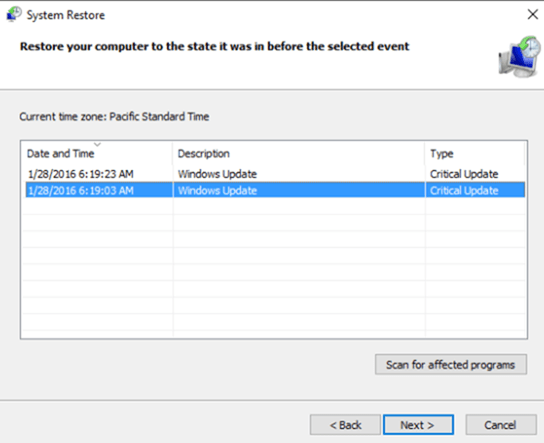 System Restore
Restore your computer to the state it was in before the selected event
Current time zone: Pacific Standard Time
Date and Time Description Type
1/28/2016 6:19:23 AM Windows Update Critical Update
1/28/2016 6:19:03 AM Windows Update Critical Update
Scan for affected programs
< Back Next > Cancel